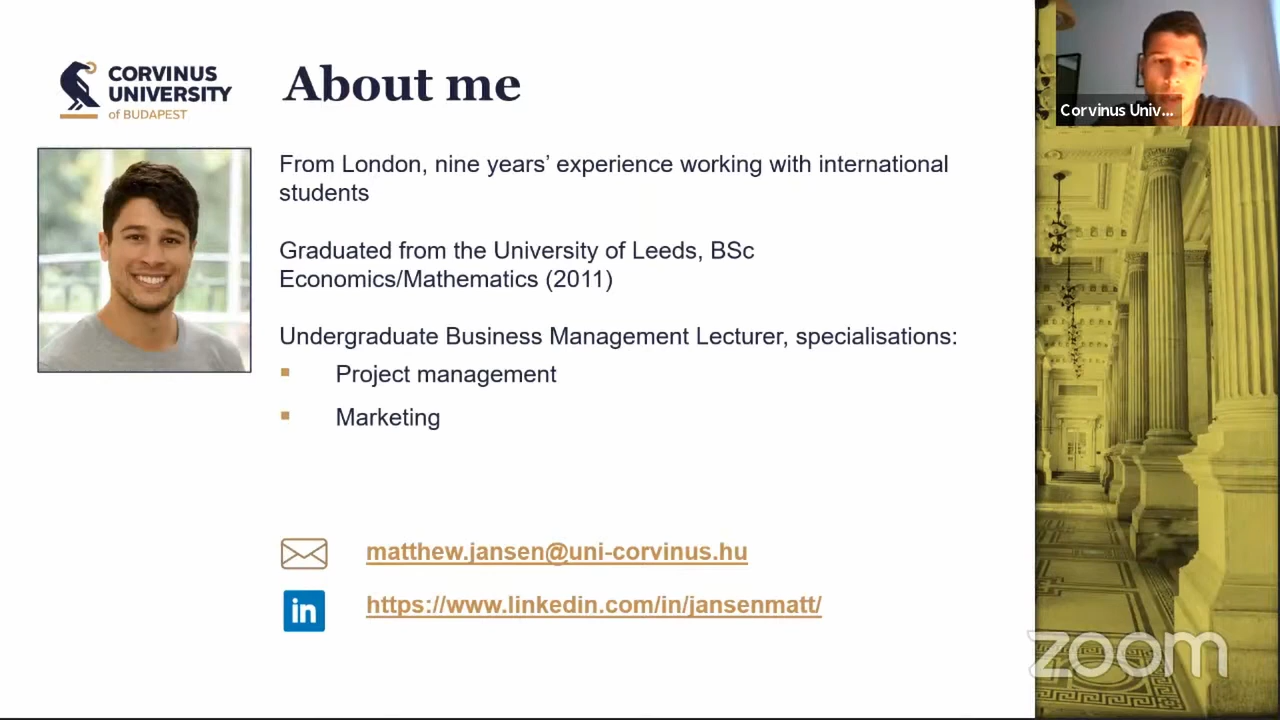 CORVINUS
UNIVERSITY
of BUDAPEST
About me
From London, nine years’ experience working with international
students
Graduated from the University of Leeds, BSc
Economics/Mathematics (2011)
Undergraduate Business Management Lecturer, specialisations:
Project management
Marketing
matthew.jansen@uni-corvinus.hu
in
https://www.linkedin.com/in/jansenmatt/
Corvinus Univ...
zoom